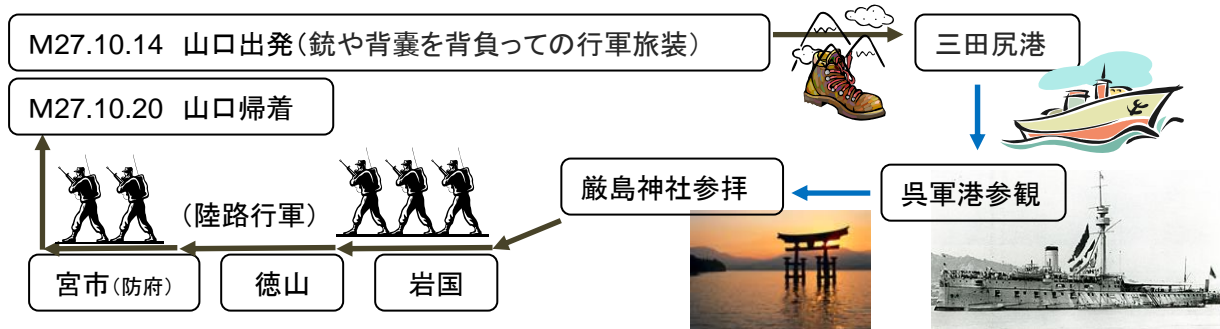 M27.10.14 山口出発(銃や背嚢を背負っての行軍旅装)
三田尻港
呉軍港参観
厳島神社参拝
岩国
(陸路行軍)
徳山
宮市(防府)
M27.10.20 山口帰着